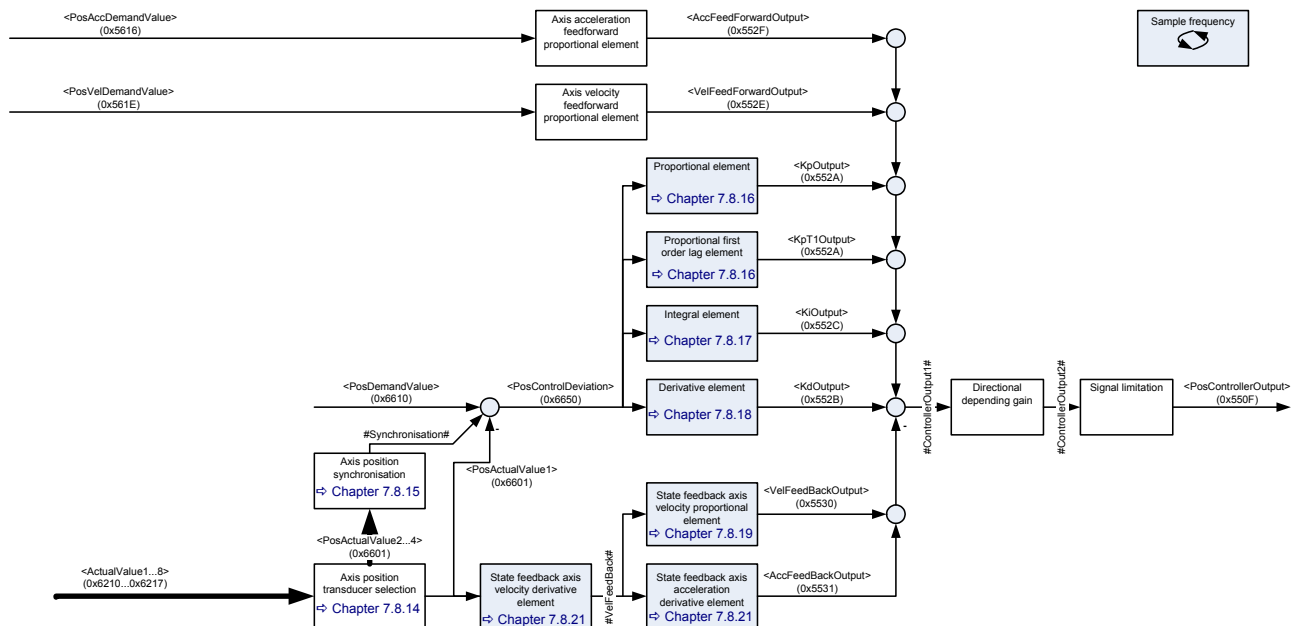 <PosAccDemandValue>
(0x5616)
Axis acceleration
feedforward
proportional element
<AccFeedForwardOutput>
(0x552F)
Sample frequency
<PosVelDemandValue>
(0x561E)
Axis velocity
feedforward
proportional element
<VelFeedForwardOutput>
(0x552E)
Proportional element
⇨ Chapter 7.8.16
<KpOutput>
(0x552A)
Proportional first
order lag element
⇨ Chapter 7.8.16
<KpT1Output>
(0x552A)
Integral element
⇨ Chapter 7.8.17
<KiOutput>
(0x552C)
<PosDemandValue>
(0x6610)
<PosControlDeviation>
(0x6650)
Derivative element
⇨ Chapter 7.8.18
<KdOutput>
(0x552B)
-
#ControllerOutput1#
Directional
depending gain
#ControllerOutput2#
Signal limitation
<PosControllerOutput>
(0x550F)
#Synchronisation#
-
Axis position
synchronisation
⇨ Chapter 7.8.15
<PosActualValue1>
(0x6601)
State feedback axis
velocity proportional
element
⇨ Chapter 7.8.19
<VelFeedBackOutput>
(0x5530)
<PosActualValue2...4>
(0x6601)
<ActualValue1...8>
(0x6210...0x6217)
Axis position
transducer selection
⇨ Chapter 7.8.14
State feedback axis
velocity derivative
element
⇨ Chapter 7.8.21
#VelFeedBack#
State feedback axis
acceleration
derivative element
⇨ Chapter 7.8.21
<AccFeedBackOutput>
(0x5531)